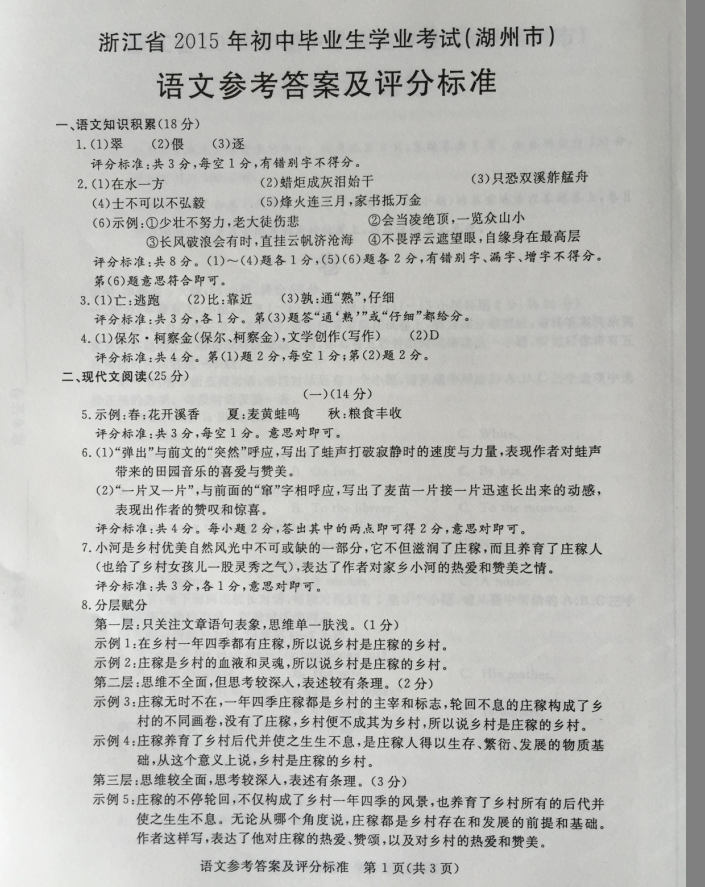 浙江省 2015 年初中毕业生学业考试(湖州市)
语文参考答案及评分标准
一、语文知识积累(18 分)
1.(1)翠 (2)偎 (3)逐
评分标准:共 3 分,每空 1 分,有错别字不得分。
2.(1)在水一方 (2)蜡炬成灰泪始干 (3)只恐双溪舴艋舟
(4)士不可以不弘毅 (5)烽火连三月,家书抵万金
(6)示例:①少壮不努力,老大徒伤悲 ②会当凌绝顶,一览众山小
③长风破浪会有时,直挂云帆济沧海 ④不畏浮云遮望眼;自缘身在最高层
评分标准:共 8 分。(1)～(4)题各 1 分,(5)(6)题各 2 分,有错别字、漏字、增字不得分。
第(6)题意思符合即可。
3.(1)亡:逃跑 (2)比:靠近 (3)孰:通“熟”,仔细
评分标准:共 3 分,各 1 分。第(3)题答“通‘熟’”或“仔细”都给分。
4.(1)保尔·柯察金(保尔、柯察金),文学创作(写作) (2)D
评分标准:共 4 分。第(1)题 2 分,每空 1 分;第(2)题 2 分。
二、现代文阅读(25 分)
(一)(14 分)
5.示例:春:花开溪香 夏:麦黄蛙鸣 秋:粮食丰收
评分标准:共 3 分,每空 1 分。意思对即可。
6.(1)“弹出”与前文的“突然”呼应,写出了蛙声打破寂静时的速度与力量,表现作者对蛙声
带来的田园音乐的喜爱与赞美。
(2)“一片又一片”,与前面的“窜”字相呼应,写出了麦苗一片接一片迅速长出来的动感,
表现出作者的赞叹和惊喜。
评分标准:共 4 分。每小题 2 分,答出其中的两点即可得 2 分,意思对即可。
7.小河是乡村优美自然风光中不可或缺的一部分,它不但滋润了庄稼,而且养育了庄稼人
(也给了乡村女孩儿一股灵秀之气),表达了作者对家乡小河的热爱和赞美之情。
评分标准:共 3 分,各 1 分,意思对即可。
8.分层赋分
第一层:只关注文章语句表象,思维单一肤浅。(1 分)
示例 1:在乡村一年四季都有庄稼,所以说乡村是庄稼的乡村。
示例 2:庄稼是乡村的血液和灵魂,所以说乡村是庄稼的乡村。
第二层:思维不全面,但思考较深入,表述较有条理。(2 分)
示例 3:庄稼无时不在,一年四季庄稼都是乡村的主宰和标志,轮回不息的庄稼构成了乡
村的不同画卷,没有了庄稼,乡村便不成其为乡村,所以说乡村是庄稼的乡村。
示例 4:庄稼养育了乡村后代并使之生生不息,是庄稼人得以生存、繁衍、发展的物质基
础,从这个意义上说,乡村是庄稼的乡村。
第三层:思维较全面,思考较深入,表述有条理。(3 分)
示例 5:庄稼的不停轮回,不仅构成了乡村一年四季的风景,也养育了乡村所有的后代并
使之生生不息。无论从哪个角度说,庄稼都是乡村存在和发展的前提和基础。
作者这样写,表达了他对庄稼的热爱、赞颂,以及对乡村的热爱和赞美。
语文参考答案及评分标准 第 1 页(共 3 页)